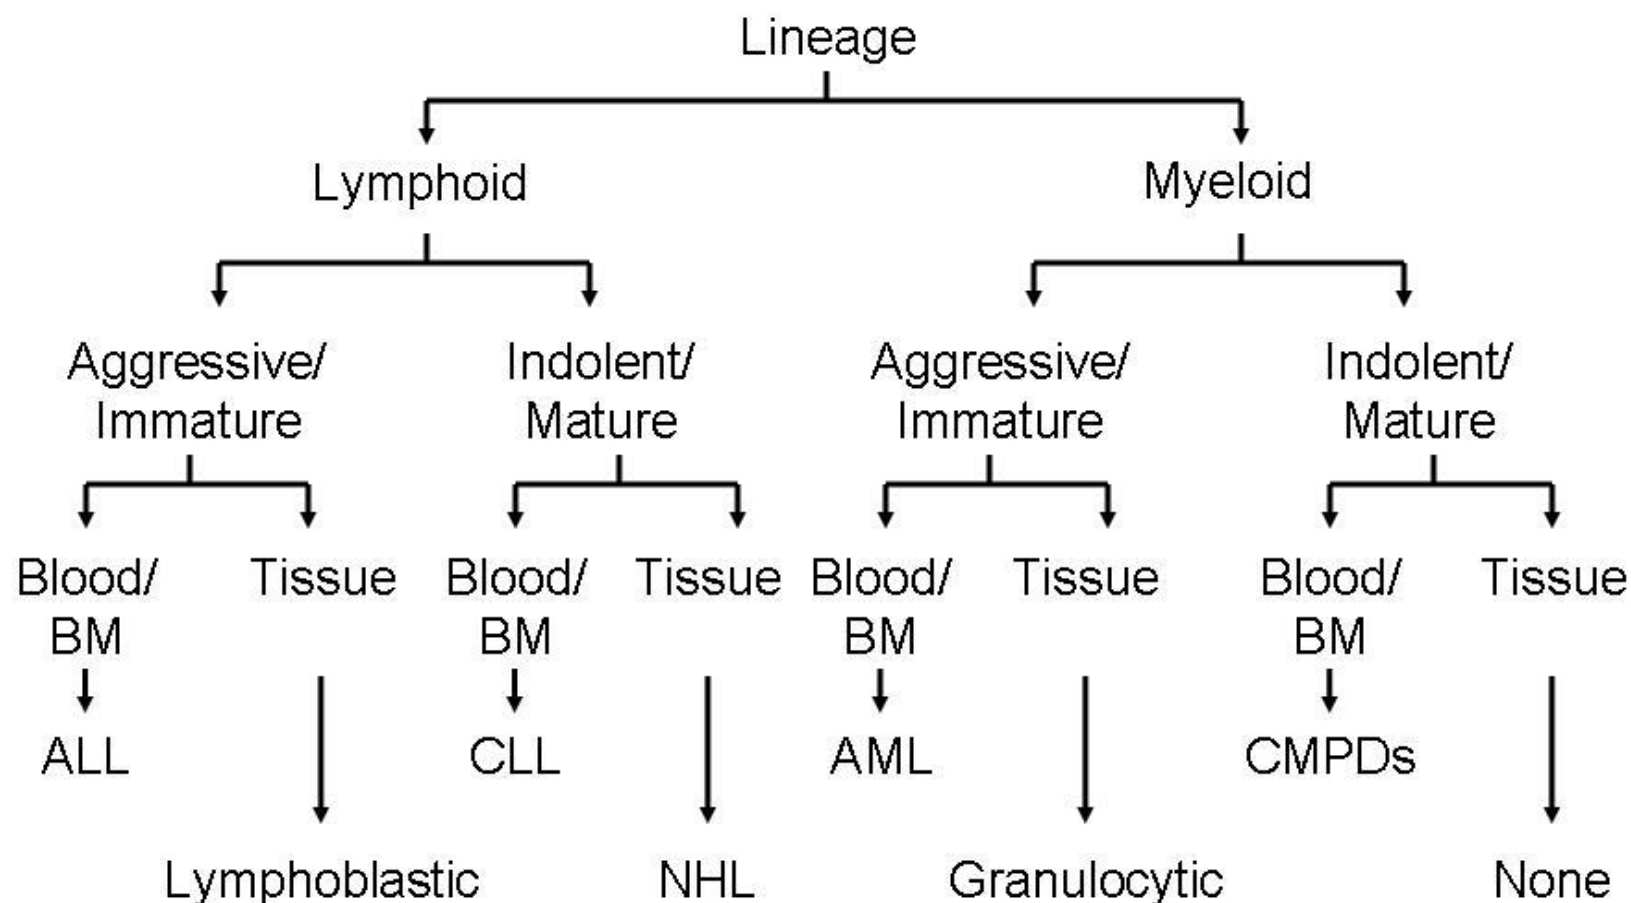 Lineage
Lymphoid Myeloid
Aggressive/ Indolent/ Aggressive/ Indolent/
Immature Mature Immature Mature
Blood/ Tissue Blood/ Tissue Blood/ Tissue Blood/ Tissue
BM BM BM BM
ALL CLL AML CMPDs
Lymphoblastic NHL Granulocytic None